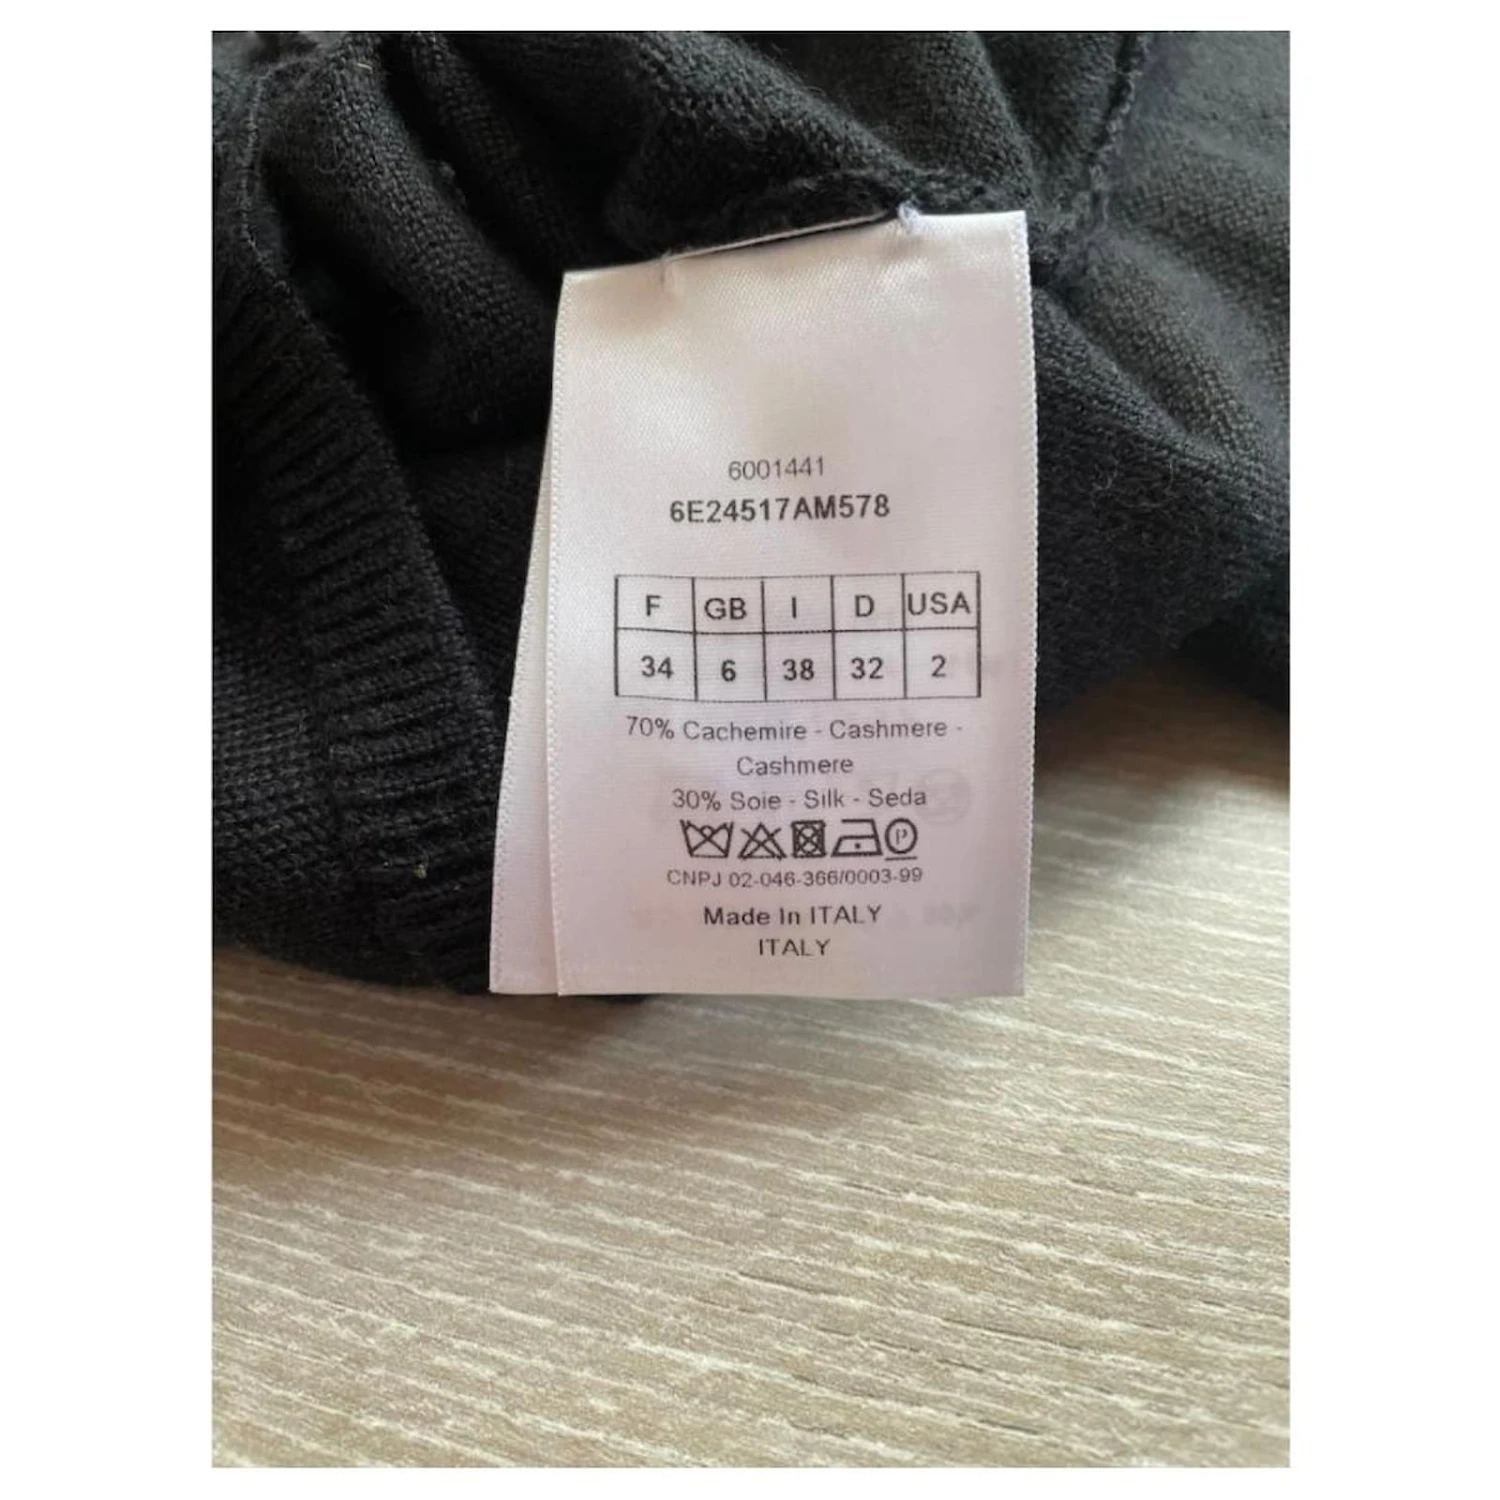 6001441
6E24517AM578
F GB I D USA
34 6 38 32 2
70% Cachemire - Cashmere -
Cashmere
30% Soie - Silk - Seda
P
CNPJ 02-046-366/0003-99
Made In ITALY
ITALY